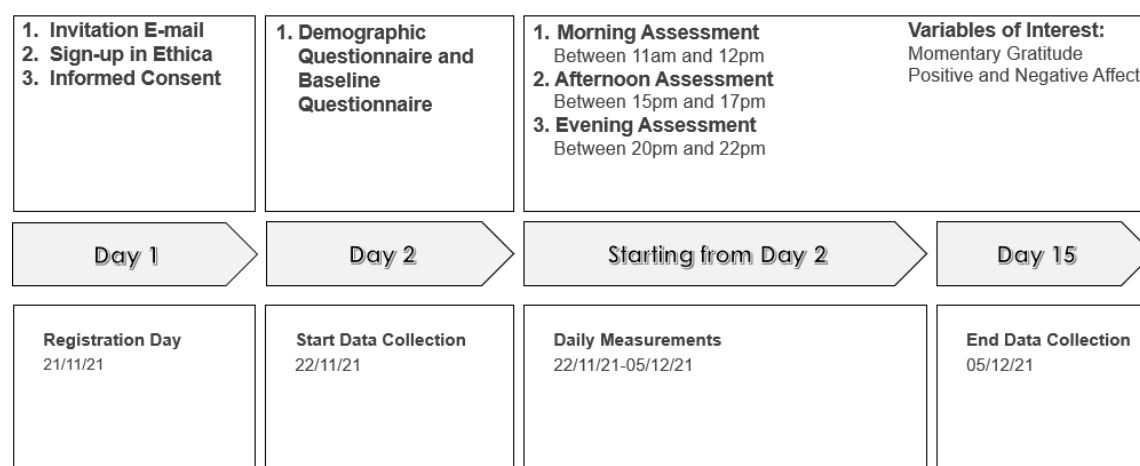 1. Invitation E-mail
2. Sign-up in Ethica
3. Informed Consent
1. Demographic
Questionnaire and
Baseline
Questionnaire
1. Morning Assessment
Between 11am and 12pm
2. Afternoon Assessment
Between 15pm and 17pm
3. Evening Assessment
Between 20pm and 22pm
Variables of Interest:
Momentary Gratitude
Positive and Negative Affect
Day 1
Day 2
Starting from Day 2
Day 15
Registration Day
21/11/21
Start Data Collection
22/11/21
Daily Measurements
22/11/21-05/12/21
End Data Collection
05/12/21